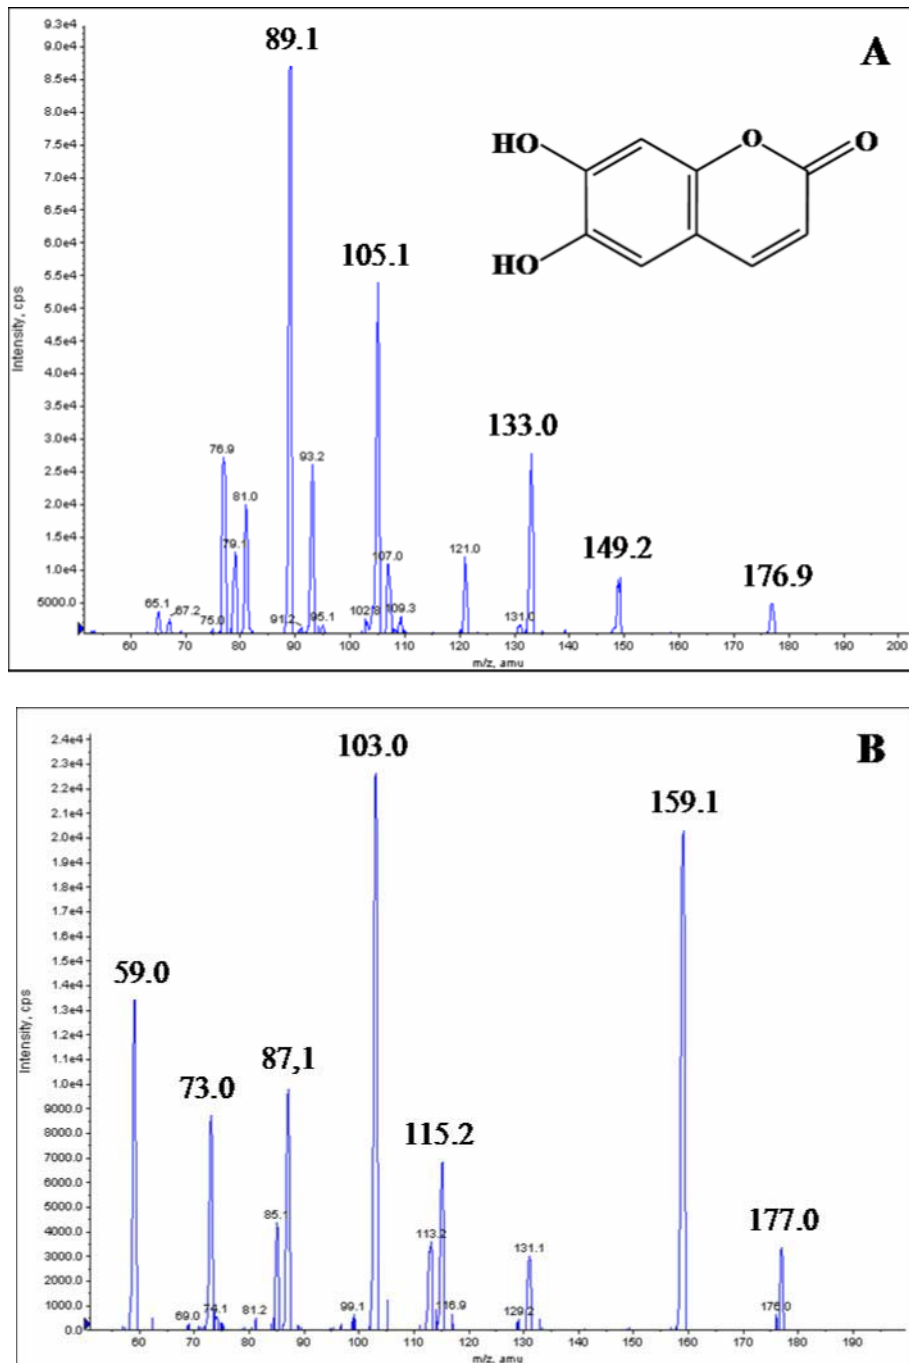 A
89.1
105.1
133.0
149.2
176.9
HO
HO
O
O
Intensity, cps
9.3e4
9.0e4
8.5e4
8.0e4
7.5e4
7.0e4
6.5e4
6.0e4
5.5e4
5.0e4
4.5e4
4.0e4
3.5e4
3.0e4
2.5e4
2.0e4
1.5e4
1.0e4
5000.0
65.1
67.2
75.0
76.9
79.1
81.0
91.2
93.2
95.1
102.8
107.0
109.3
121.0
131.0
60 70 80 90 100 110 120 130 140 150 160 170 180 190 200
m/z, amu
B
103.0
159.1
59.0
73.0
87,1
115.2
177.0
Intensity, cps
2.4e4
2.3e4
2.2e4
2.1e4
2.0e4
1.9e4
1.8e4
1.7e4
1.6e4
1.5e4
1.4e4
1.3e4
1.2e4
1.1e4
1.0e4
9000.0
8000.0
7000.0
6000.0
5000.0
4000.0
3000.0
2000.0
1000.0
0.0
69.0
74.1
81.2
85.1
99.1
113.2
116.9
129.2
131.1
176.0
60 70 80 90 100 110 120 130 140 150 160 170 180 190
m/z, amu